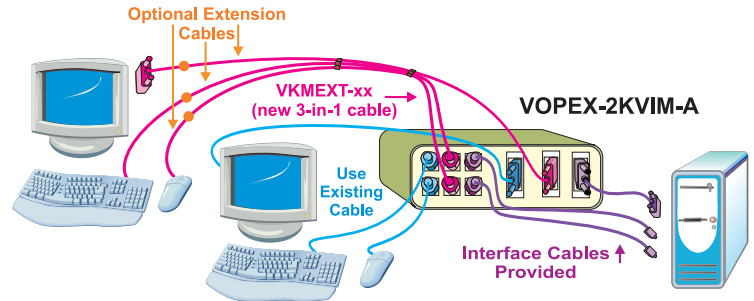 Optional Extension
Cables
VKMEXT-xx
(new 3-in-1 cable)
VOPEX-2KVIM-A
Use
Existing
Cable
Interface Cables
Provided